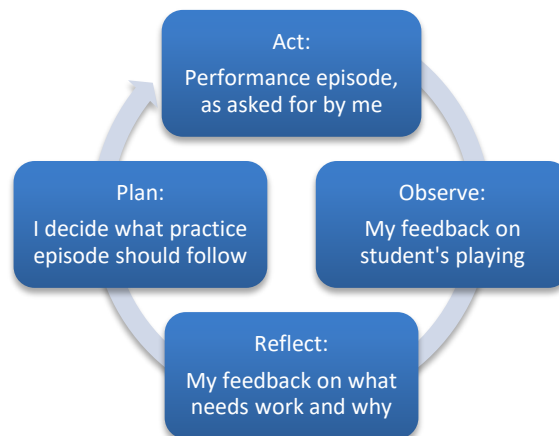 Act:
Performance episode,
as asked for by me
Observe:
My feedback on
student's playing
Reflect:
My feedback on what
needs work and why
Plan:
I decide what practice
episode should follow